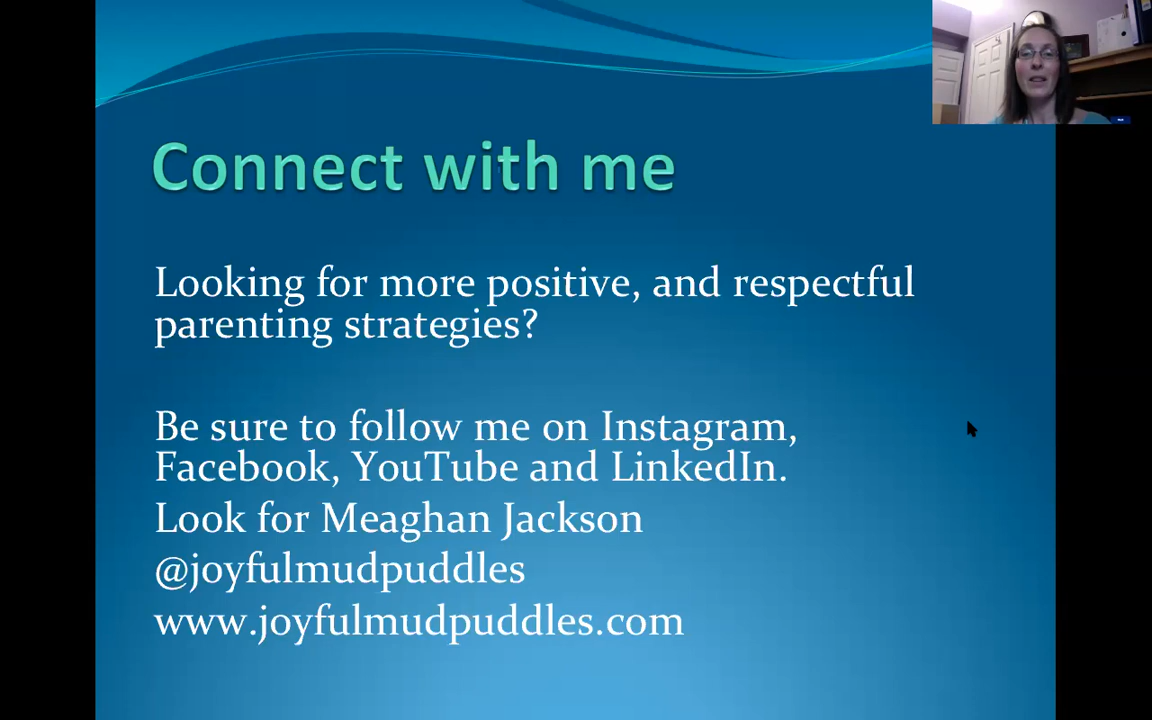 Connect with me
Looking for more positive, and respectful
parenting strategies?
Be sure to follow me on Instagram,
Facebook, YouTube and LinkedIn.
Look for Meaghan Jackson
@joyfulmudpuddles
www.joyfulmudpuddles.com